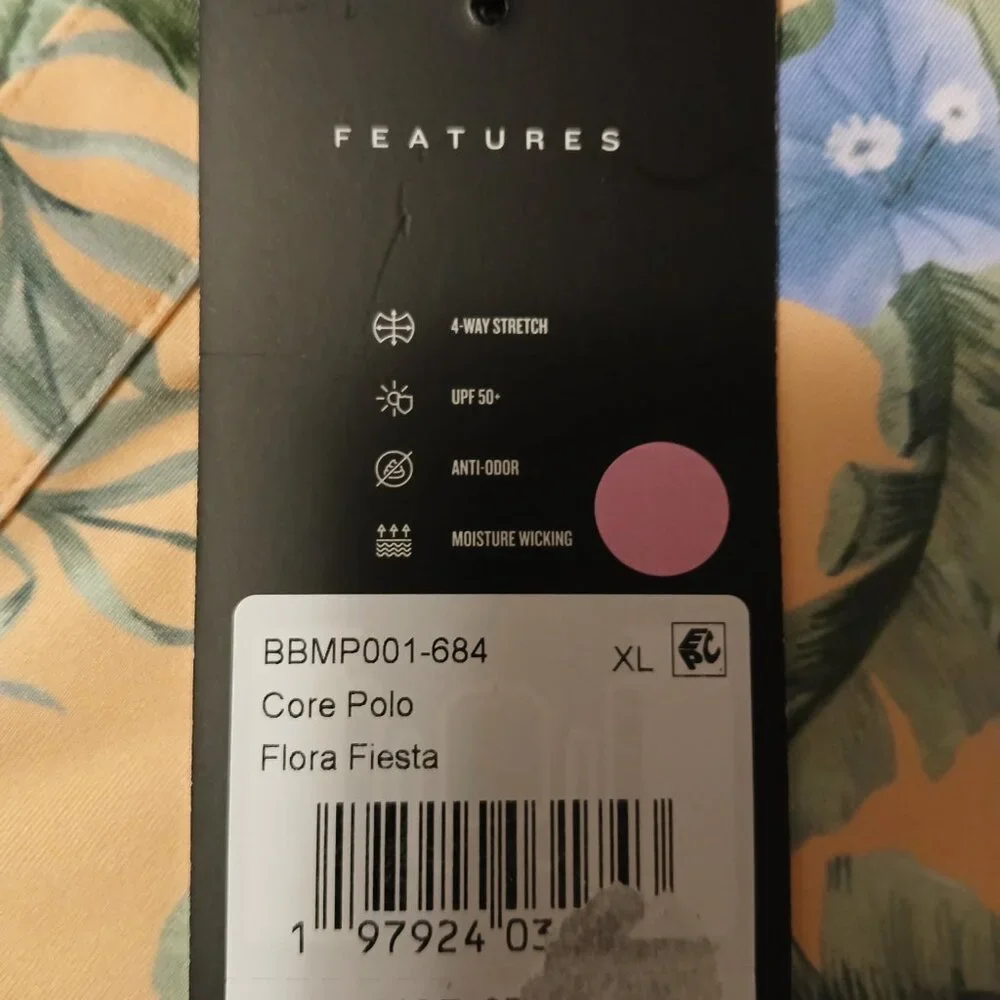 FEATURES
4-WAY STRETCH
UPF 50+
ANTI-ODOR
MOISTURE WICKING
BBMP001-684
XL
EPC
Core Polo
Flora Fiesta
1 97924 03